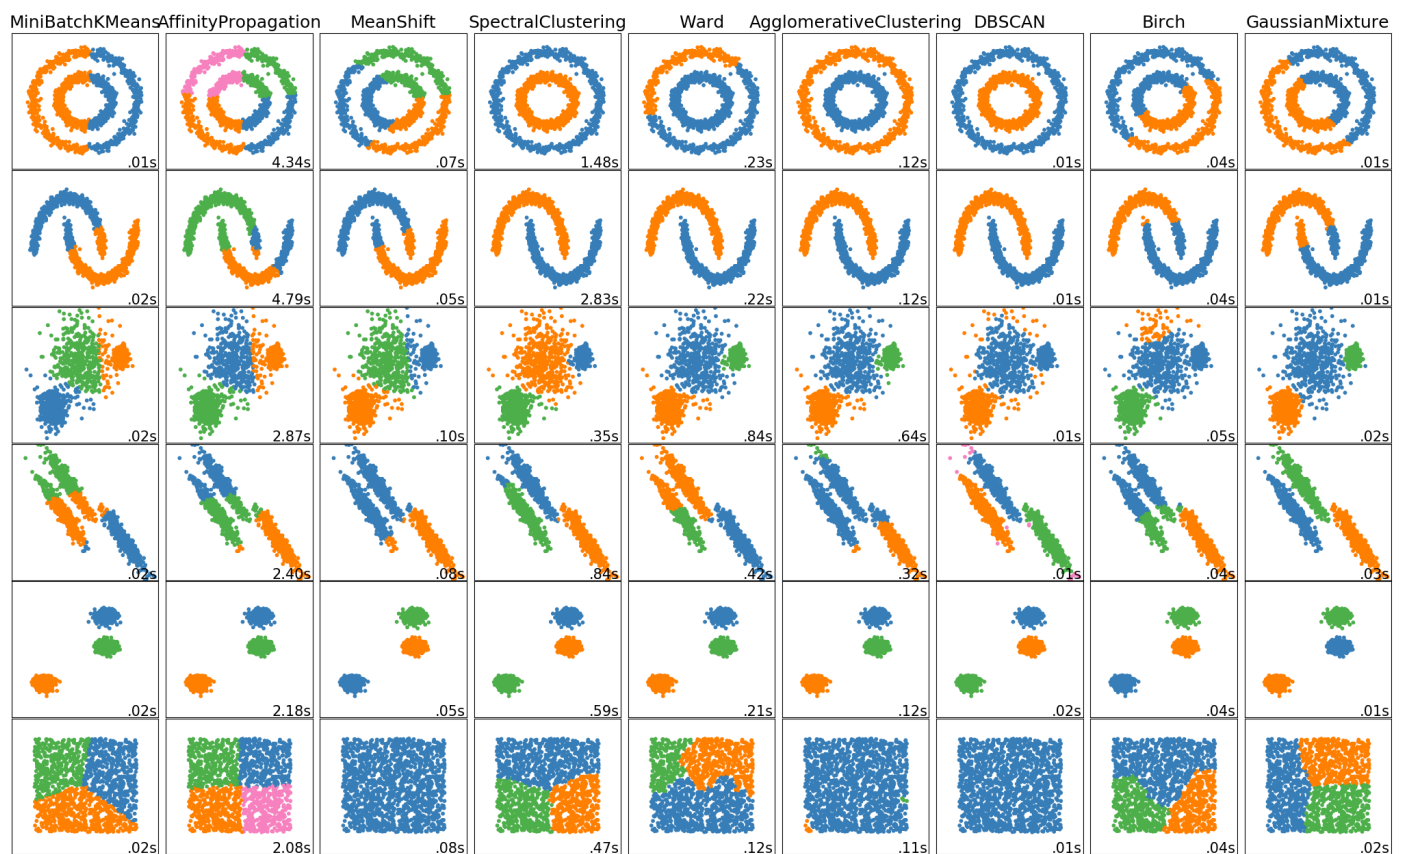 MiniBatchKMeans AffinityPropagation MeanShift SpectralClustering Ward AgglomerativeClustering DBSCAN Birch GaussianMixture
.01s 4.34s .07s 1.48s .23s .12s .01s .04s .01s
.02s 4.79s .05s 2.83s .22s .12s .01s .04s .01s
.02s 2.87s .10s .35s .84s .64s .01s .05s .02s
.02s 2.40s .08s .84s .42s .32s .01s .04s .03s
.02s 2.18s .05s .59s .21s .12s .02s .04s .01s
.02s 2.08s .08s .47s .12s .11s .01s .04s .02s